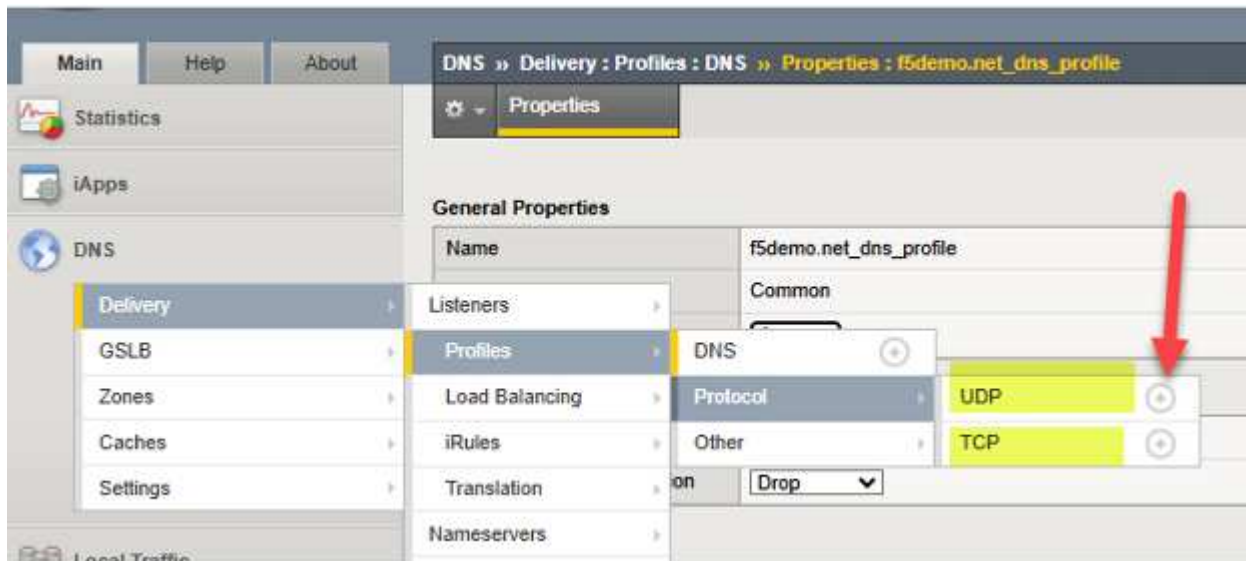 Main Help About
DNS » Delivery : Profiles : DNS » Properties : f5demo.net_dns_profile
Properties
Statistics
iApps
General Properties
DNS
Name f5demo.net_dns_profile
Delivery Listeners Common
GSLB Profiles DNS
Zones Load Balancing Protocol UDP
Caches iRules Other TCP
Settings Translation on Drop
Nameservers
Local Traffic